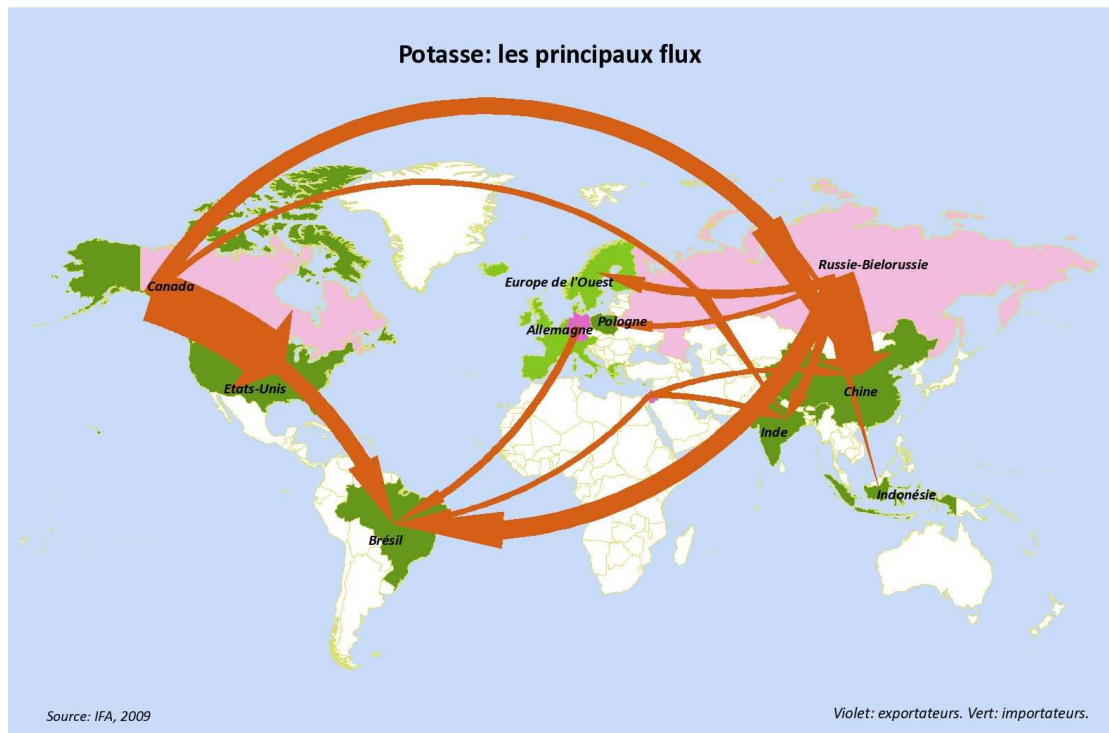 Potasse: les principaux flux
Russie-Bielorussie
Europe de l'Ouest
Canada
Pologne
Allemagne
Etats-Unis
Chine
Inde
Indonésie
Brésil
Source: IFA, 2009
Violet: exportateurs. Vert: importateurs.